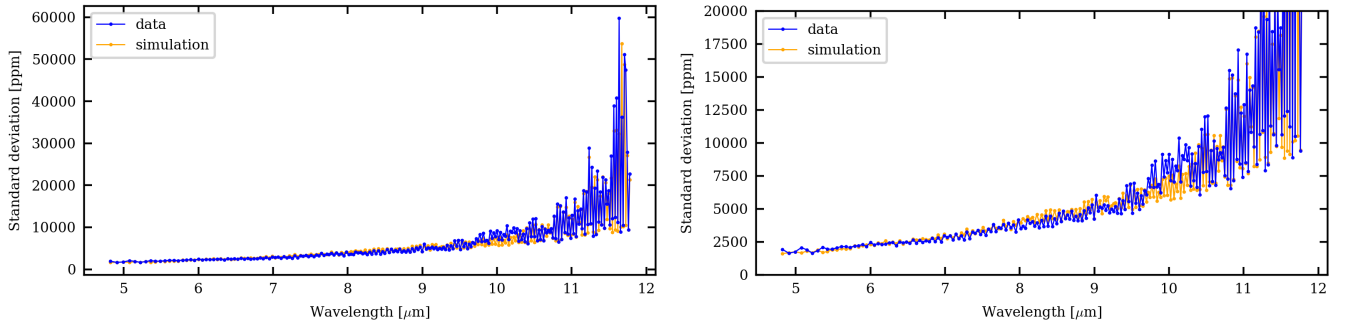 data
simulation
Standard deviation [ppm]
60000
50000
40000
30000
20000
10000
0
5 6 7 8 9 10 11 12
Wavelength [μm]
data
simulation
Standard deviation [ppm]
20000
17500
15000
12500
10000
7500
5000
2500
0
5 6 7 8 9 10 11 12
Wavelength [μm]